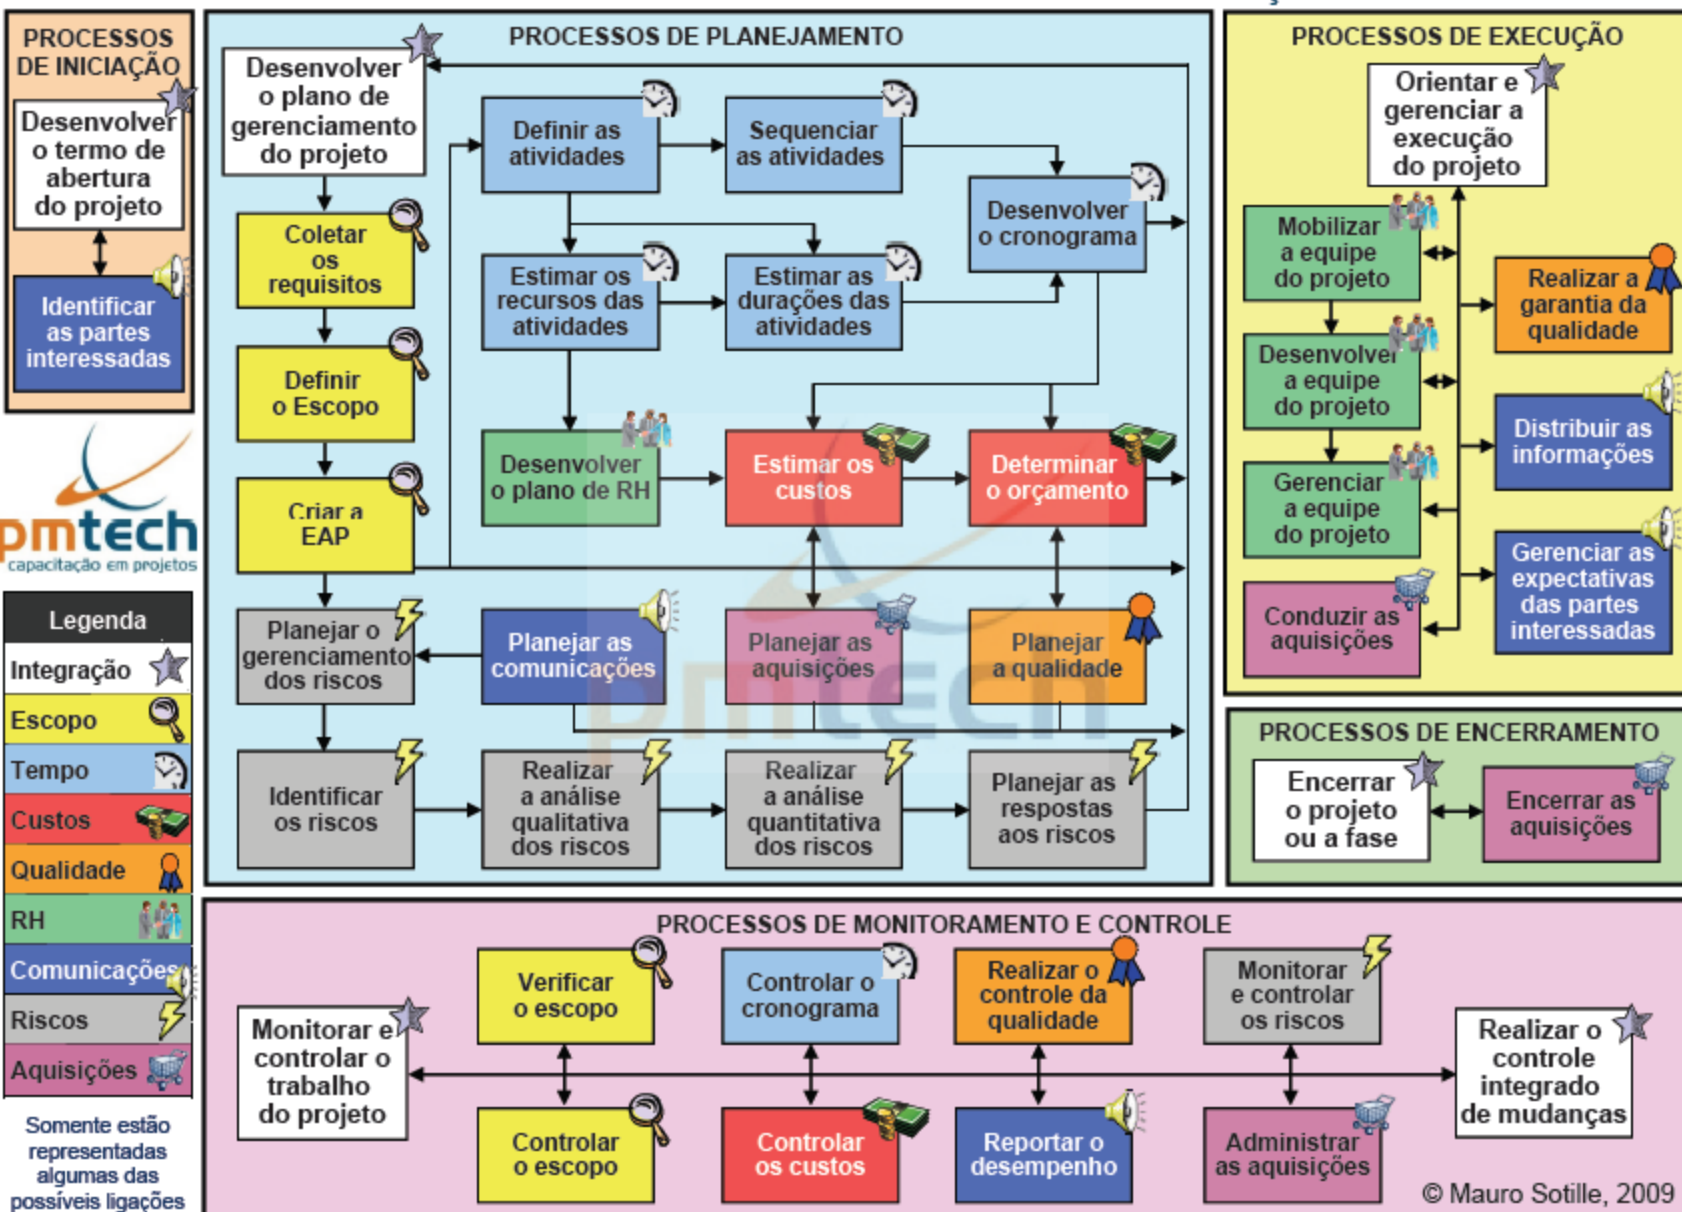 PROCESSOS
DE INICIAÇÃO
Desenvolver
o termo de
abertura
do projeto
Identificar
as partes
interessadas
pmtech
capacitação em projetos
Legenda
Integração
Escopo
Tempo
Custos
Qualidade
RH
Comunicações
Riscos
Aquisições
Somente estão
representadas
algumas das
possíveis ligações
PROCESSOS DE PLANEJAMENTO
Desenvolver
o plano de
gerenciamento
do projeto
Definir as
atividades
Sequenciar
as atividades
Desenvolver
o cronograma
Coletar
os
requisitos
Estimar os
recursos das
atividades
Estimar as
durações das
atividades
Definir
o Escopo
Criar a
EAP
Desenvolver
o plano de RH
Estimar os
custos
Determinar
o orçamento
Planejar o
gerenciamento
dos riscos
Planejar as
comunicações
Planejar as
aquisições
Planejar
a qualidade
pmtech
Identificar
os riscos
Realizar
a análise
qualitativa
dos riscos
Realizar
a análise
quantitativa
dos riscos
Planejar as
respostas
aos riscos
PROCESSOS DE EXECUÇÃO
Orientar e
gerenciar a
execução
do projeto
Mobilizar
a equipe
do projeto
Realizar a
garantia da
qualidade
Desenvolver
a equipe
do projeto
Distribuir as
informações
Gerenciar
a equipe
do projeto
Gerenciar as
expectativas
das partes
interessadas
Conduzir as
aquisições
PROCESSOS DE ENCERRAMENTO
Encerrar
o projeto
ou a fase
Encerrar as
aquisições
PROCESSOS DE MONITORAMENTO E CONTROLE
Monitorar e
controlar o
trabalho
do projeto
Verificar
o escopo
Controlar o
cronograma
Realizar o
controle da
qualidade
Monitorar
e controlar
os riscos
Realizar o
controle
integrado
de mudanças
Controlar
o escopo
Controlar
os custos
Reportar o
desempenho
Administrar
as aquisições
© Mauro Sotille, 2009